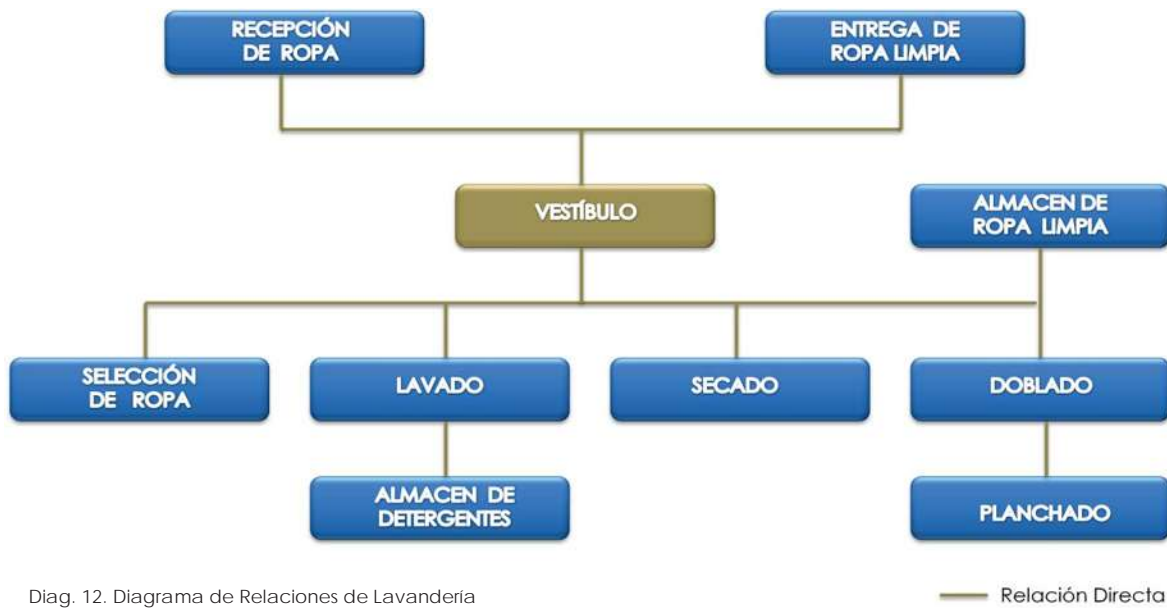 RECEPCIÓN
DE ROPA
ENTREGA DE
ROPA LIMPIA
VESTÍBULO
ALMACEN DE
ROPA LIMPIA
SELECCIÓN
DE ROPA
LAVADO
SECADO
DOBLADO
ALMACEN DE
DETERGENTES
PLANCHADO
Diag. 12. Diagrama de Relaciones de Lavandería
Relación Directa